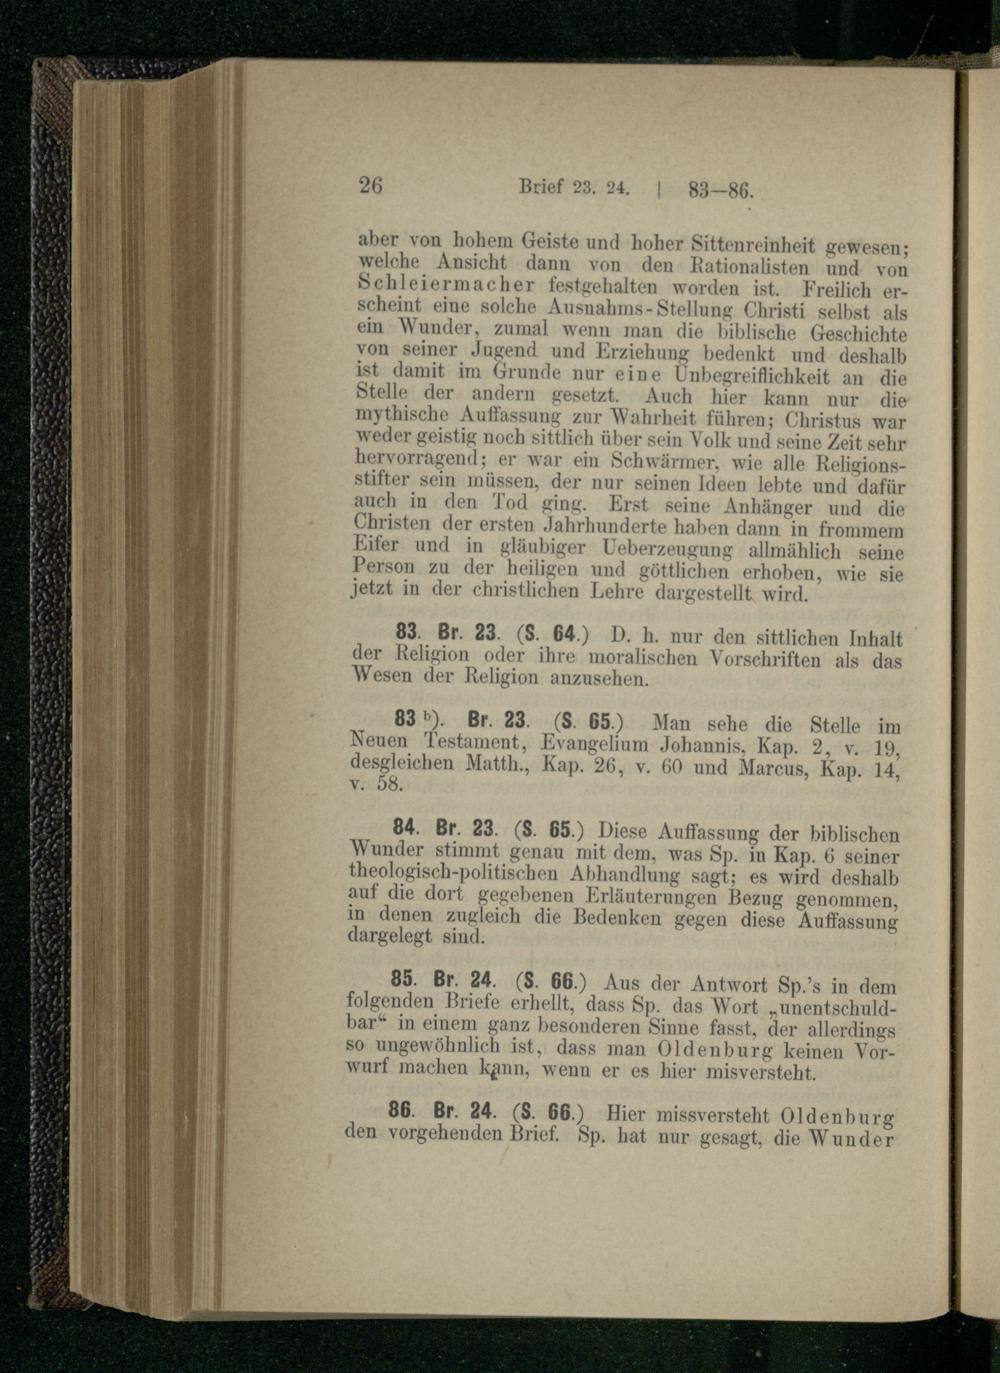 26 Brief 23. 24. | 83—86.
aber von hohem Geiste und hoher Sittenreinheit gewesen;
welche Ansicht dann von den Rationalisten und von
Schleiermacher festgehalten worden ist. Freilich er-
scheint eine solche Ausnahms-Stellung Christi selbst als
ein Wunder, zumal wenn man die biblische Geschichte
von seiner Jugend und Erziehung bedenkt und deshalb
ist damit im Grunde nur eine Unbegreiflichkeit an die
Stelle der andern gesetzt. Auch hier kann nur die
mythische Auffassung zur Wahrheit führen; Christus war
weder geistig noch sittlich über sein Volk und seine Zeit sehr
hervorragend; er war ein Schwärmer, wie alle Religions-
stifter sein müssen, der nur seinen Ideen lebte und dafür
auch in den Tod ging. Erst seine Anhänger und die
Christen der ersten Jahrhunderte haben dann in frommem
Eifer und in gläubiger Ueberzeugung allmählich seine
Person zu der heiligen und göttlichen erhoben, wie sie
jetzt in der christlichen Lehre dargestellt wird.
83. Br. 23. (S. 64.) D. h. nur den sittlichen Inhalt
der Religion oder ihre moralischen Vorschriften als das
Wesen der Religion anzusehen.
83 b). Br. 23. (S. 65.) Man sehe die Stelle im
Neuen Testament, Evangelium Johannis, Kap. 2, v. 19,
desgleichen Matth., Kap. 26, v. 60 und Marcus, Kap. 14,
v. 58.
84. Br. 23. (S. 65.) Diese Auffassung der biblischen
Wunder stimmt genau mit dem, was Sp. in Kap. 6 seiner
theologisch-politischen Abhandlung sagt; es wird deshalb
auf die dort gegebenen Erläuterungen Bezug genommen,
in denen zugleich die Bedenken gegen diese Auffassung
dargelegt sind.
85. Br. 24. (S. 66.) Aus der Antwort Sp.'s in dem
folgenden Briefe erhellt, dass Sp. das Wort „unentschuld-
bar“ in einem ganz besonderen Sinne fasst, der allerdings
so ungewöhnlich ist, dass man Oldenburg keinen Vor-
wurf machen kann, wenn er es hier misversteht.
86. Br. 24. (S. 66.) Hier missversteht Oldenburg
den vorgehenden Brief. Sp. hat nur gesagt, die Wunder